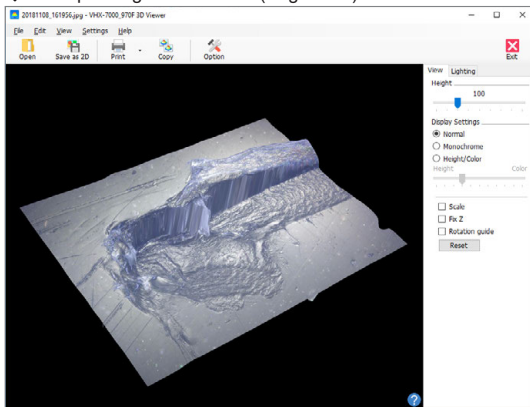 20181108_161956.jpg - VHX-7000_970F 3D Viewer
File Edit View Settings Help
Open Save as 2D Print Copy Option Exit
View Lighting
Height
100
Display Settings
Normal
Monochrome
Height/Color
Height Color
Scale
Fix Z
Rotation guide
Reset
?